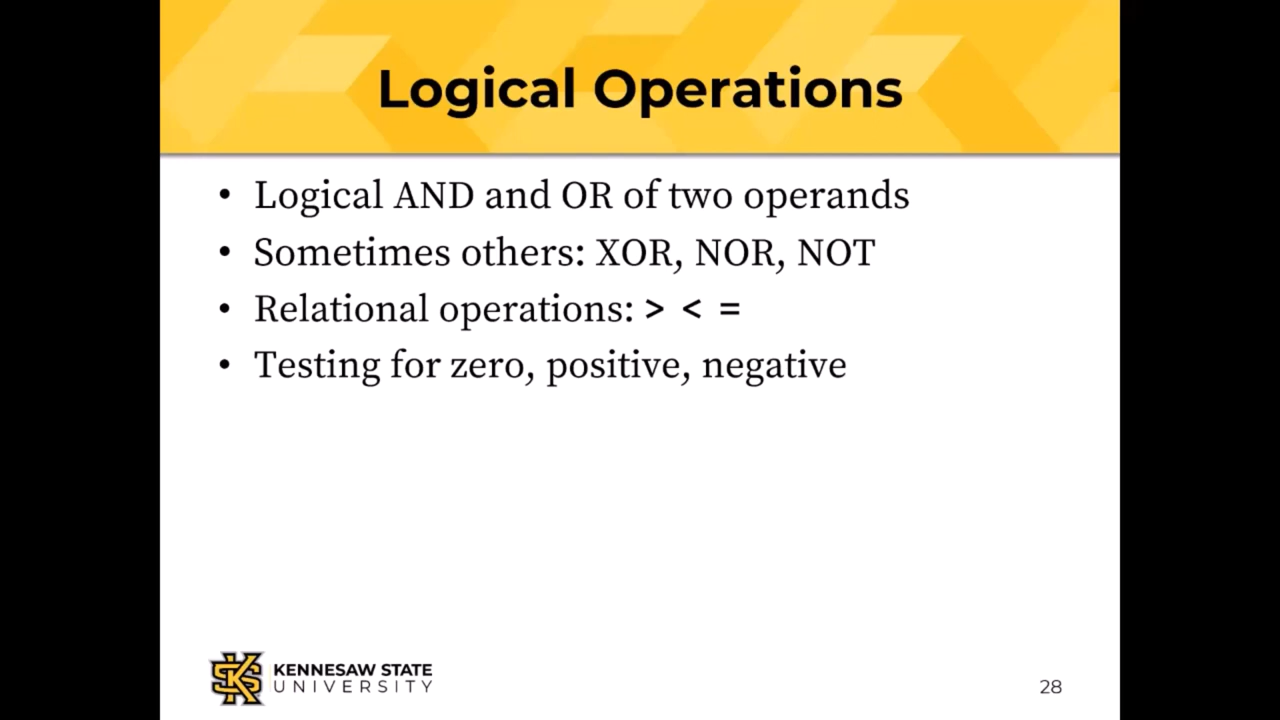 Logical Operations
• Logical AND and OR of two operands
• Sometimes others: XOR, NOR, NOT
• Relational operations: > < =
• Testing for zero, positive, negative
KS
KENNESAW STATE
UNIVERSITY
28